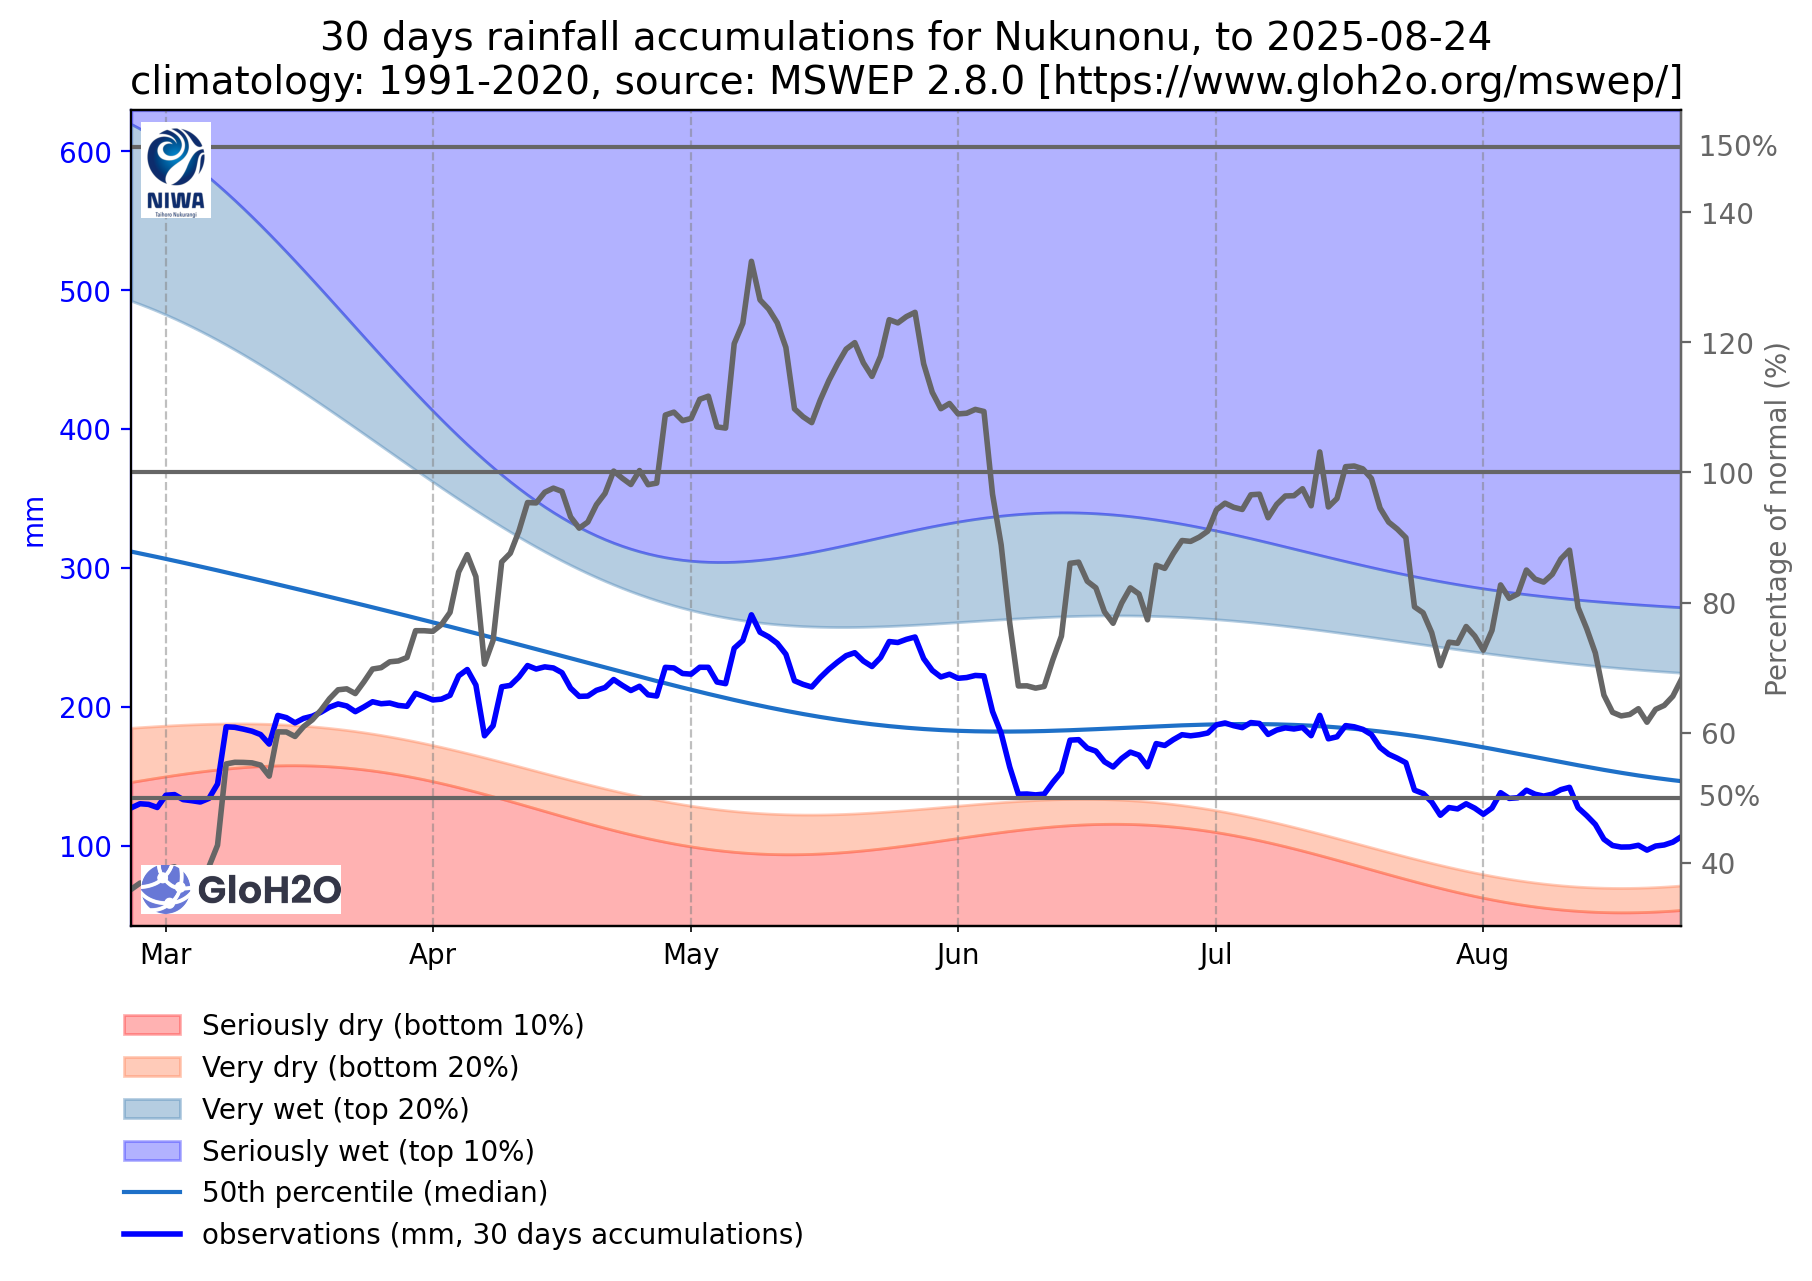 30 days rainfall accumulations for Nukunonu, to 2025-08-24
climatology: 1991-2020, source: MSWEP 2.8.0 [https://www.gloh2o.org/mswep/]
NIWA
Taihoro Nukurangi
600
500
400
300
200
100
mm
150%
140
120
100
80
60
50%
40
Percentage of normal (%)
GloH2O
Mar Apr May Jun Jul Aug
Seriously dry (bottom 10%)
Very dry (bottom 20%)
Very wet (top 20%)
Seriously wet (top 10%)
50th percentile (median)
observations (mm, 30 days accumulations)